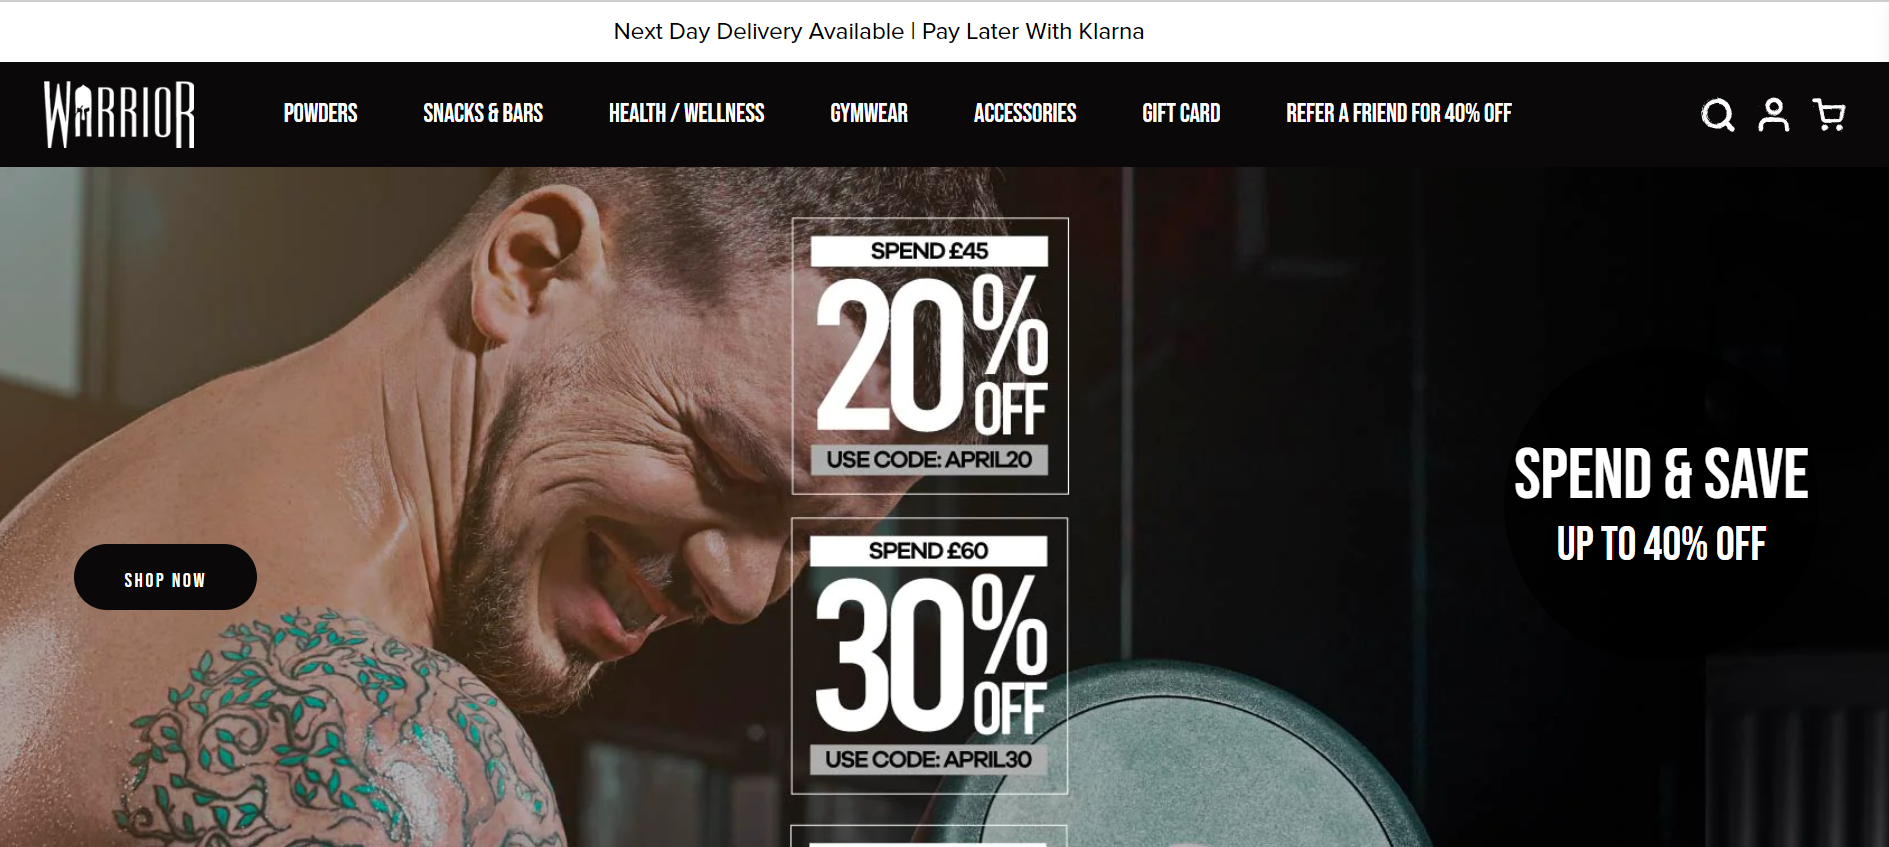 Next Day Delivery Available | Pay Later With Klarna
WARRIOR
POWDERS
SNACKS & BARS
HEALTH / WELLNESS
GYMWEAR
ACCESSORIES
GIFT CARD
REFER A FRIEND FOR 40% OFF
SPEND £45
20% OFF
USE CODE: APRIL20
SPEND £60
30% OFF
USE CODE: APRIL30
SHOP NOW
SPEND & SAVE
UP TO 40% OFF